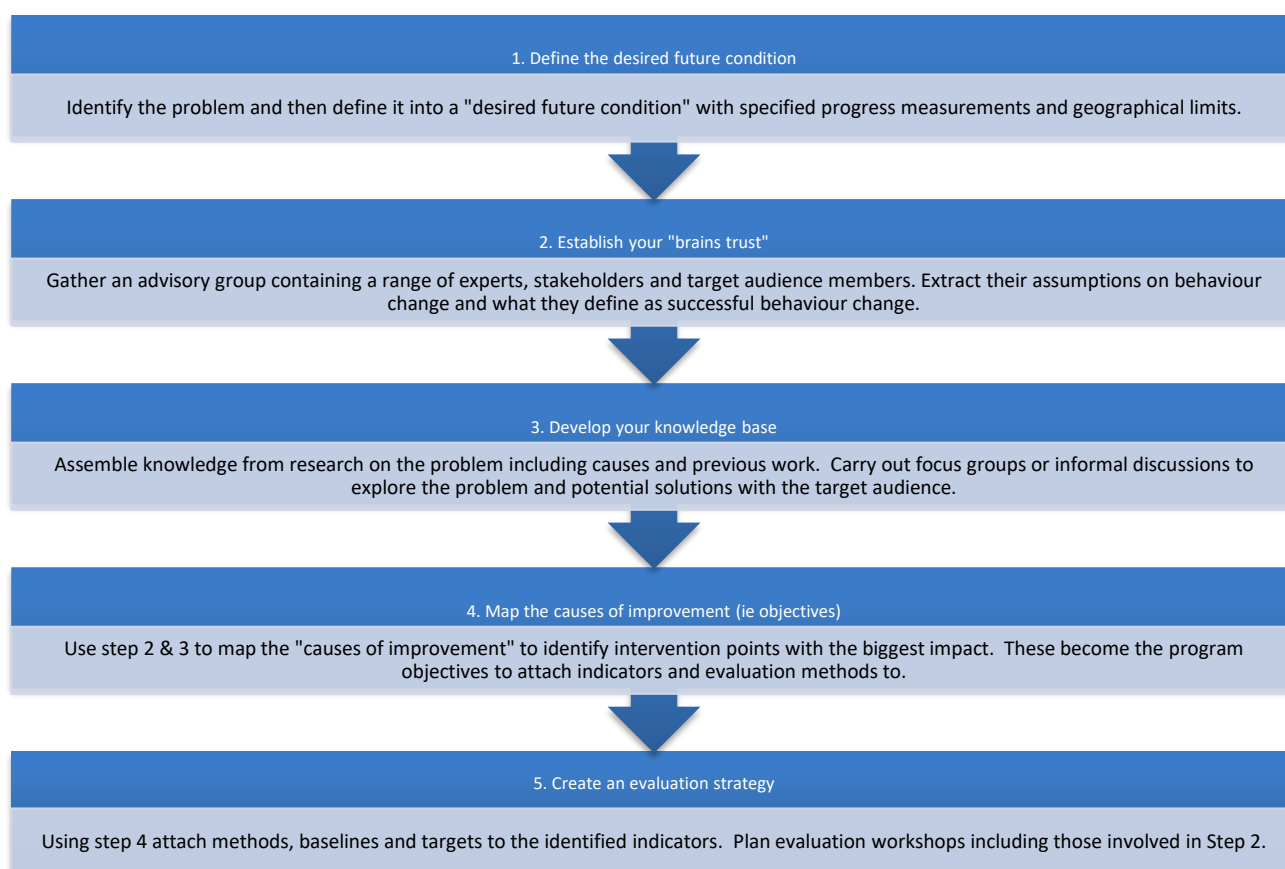 1. Define the desired future condition
Identify the problem and then define it into a "desired future condition" with specified progress measurements and geographical limits.
2. Establish your "brains trust"
Gather an advisory group containing a range of experts, stakeholders and target audience members. Extract their assumptions on behaviour
change and what they define as successful behaviour change.
3. Develop your knowledge base
Assemble knowledge from research on the problem including causes and previous work.  Carry out focus groups or informal discussions to
explore the problem and potential solutions with the target audience.
4. Map the causes of improvement (ie objectives)
Use step 2 & 3 to map the "causes of improvement" to identify intervention points with the biggest impact.  These become the program
objectives to attach indicators and evaluation methods to.
5. Create an evaluation strategy
Using step 4 attach methods, baselines and targets to the identified indicators.  Plan evaluation workshops including those involved in Step 2.